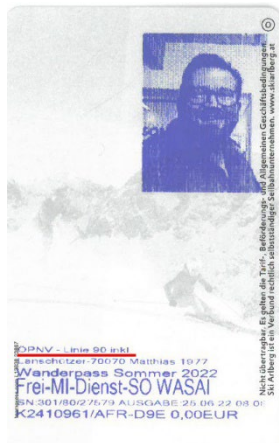 ÖPNV - Linie 90 inkl
Lanschützer-70070 Matthias 1977
Wanderpass Sommer 2022
Frei-MI-Dienst-SO WASAI
SN:301/80/27579 AUSGABE:25.06.22 08:0
K2410961/AFR-D9E 0,00EUR
Nicht übertragbar. Es gelten die Tarif-, Beförderungs- und Allgemeinen Geschäftsbedingungen.
Ski Arlberg ist ein Verbund rechtlich selbstständiger Seilbahnunternehmen. www.skiarlberg.at